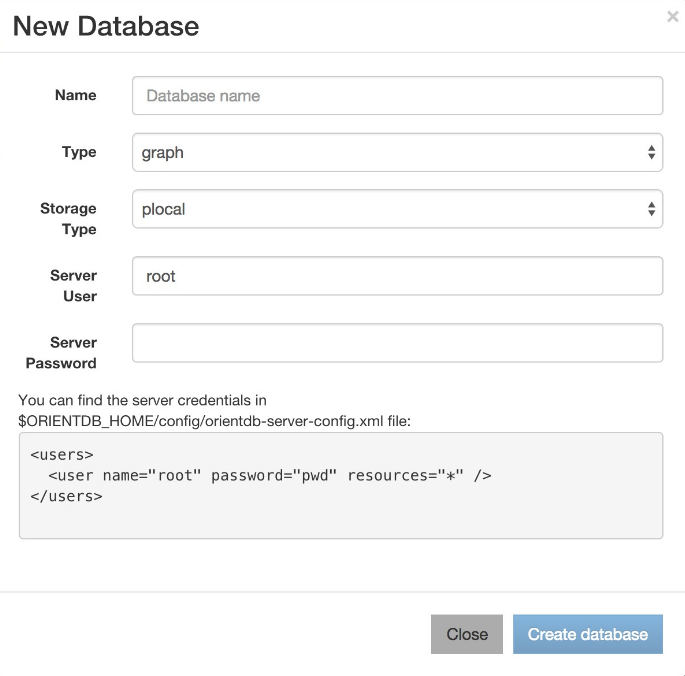 New Database
×
Name
Database name
Type
graph
Storage
Type
plocal
Server
User
root
Server
Password
You can find the server credentials in
$ORIENTDB_HOME/config/orientdb-server-config.xml file:
<users>
  <user name="root" password="pwd" resources="*" />
</users>
Close
Create database